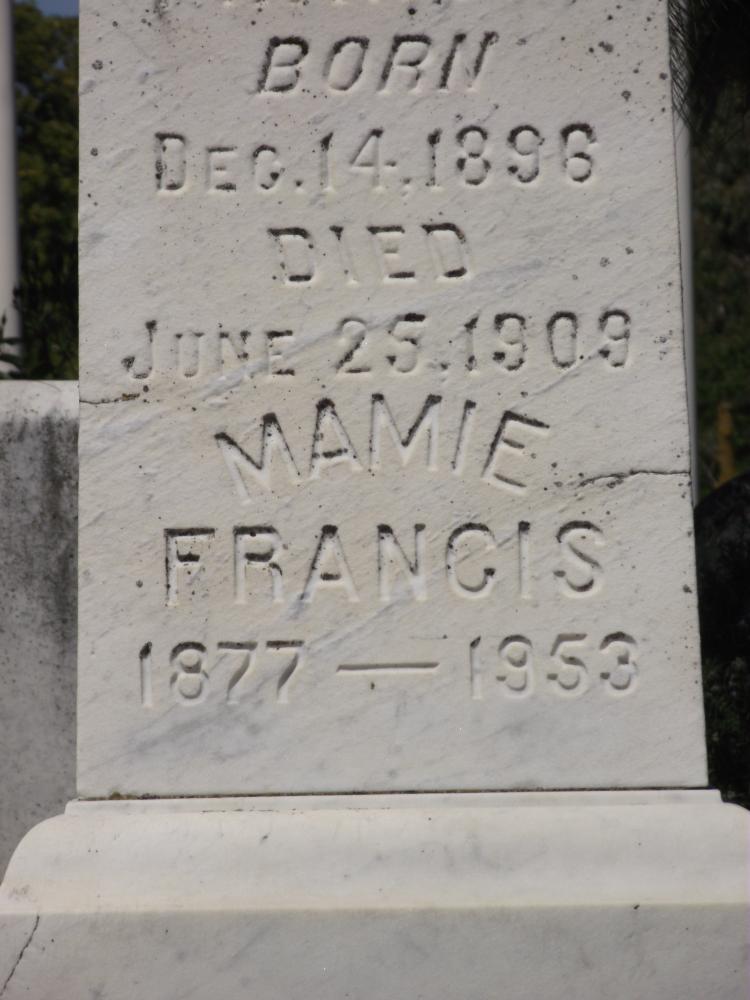 BORN
DEC. 14, 1896
DIED
JUNE 25, 1909
MAMIE
FRANCIS
1877 — 1953